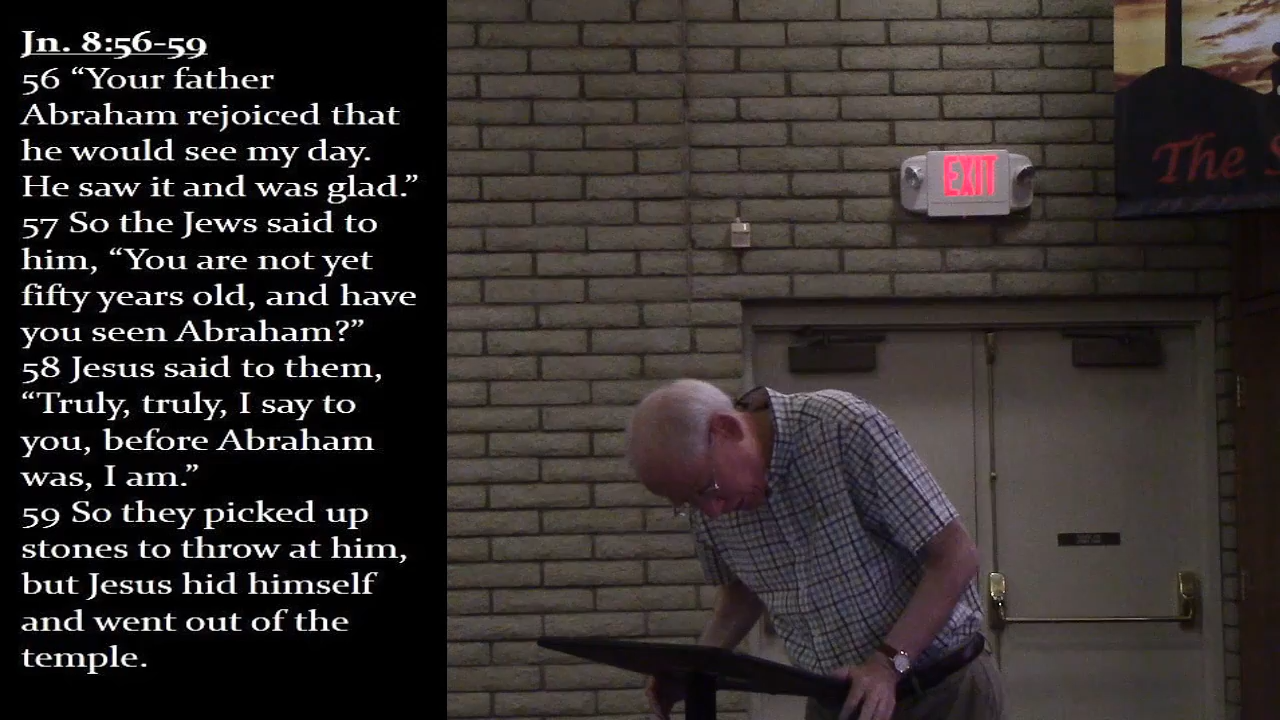 Jn. 8:56-59
56 “Your father
Abraham rejoiced that
he would see my day.
He saw it and was glad.”
57 So the Jews said to
him, “You are not yet
fifty years old, and have
you seen Abraham?”
58 Jesus said to them,
“Truly, truly, I say to
you, before Abraham
was, I am.”
59 So they picked up
stones to throw at him,
but Jesus hid himself
and went out of the
temple.
EXIT
The